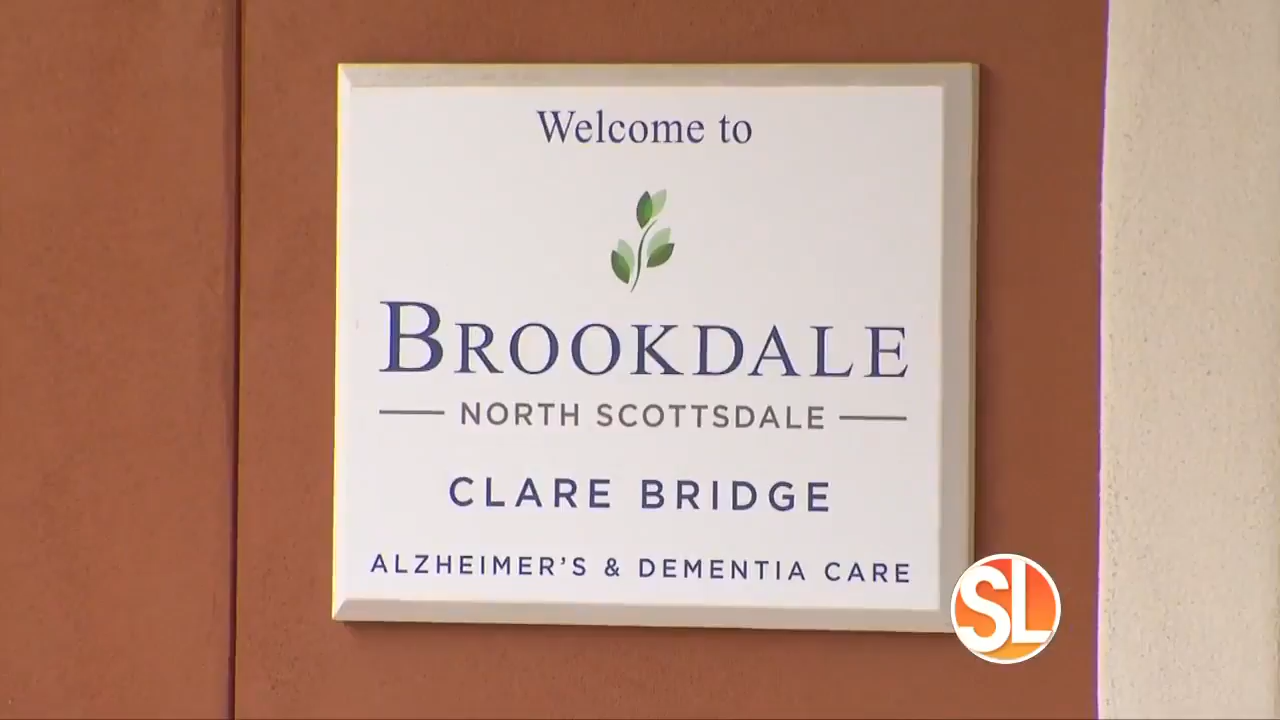 Welcome to
BROOKDALE
NORTH SCOTTSDALE
CLARE BRIDGE
ALZHEIMER'S & DEMENTIA CARE
SL